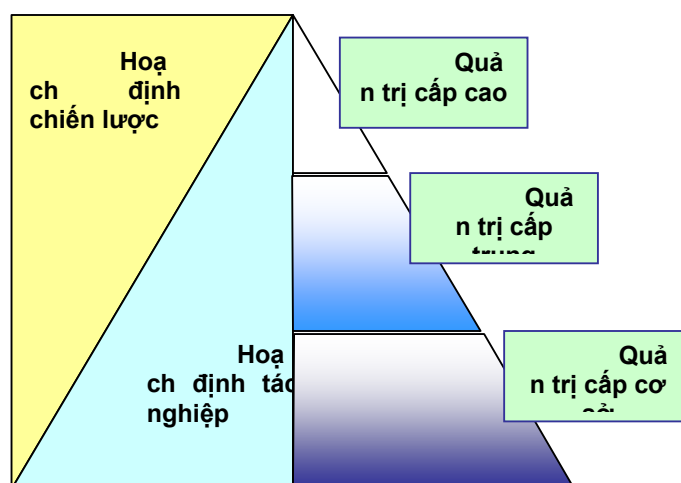 Hoạ
ch định
chiến lược
Quả
n trị cấp cao
Quả
n trị cấp
Hoạ
ch định tác
nghiệp
Quả
n trị cấp cơ